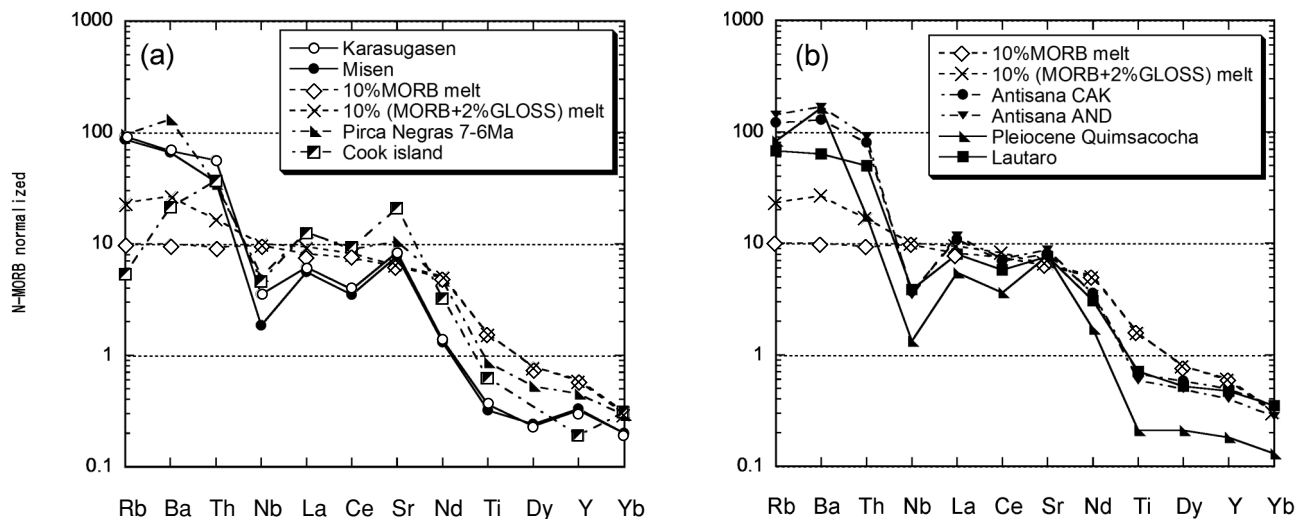 N-MORB normalized
(a)
1000
100
10
1
0.1
Karasugasen
Misen
10%MORB melt
10% (MORB+2%GLOSS) melt
Pirca Negras 7-6Ma
Cook island
Rb Ba Th Nb La Ce Sr Nd Ti Dy Y Yb
(b)
1000
100
10
1
0.1
10%MORB melt
10% (MORB+2%GLOSS) melt
Antisana CAK
Antisana AND
Pleiocene Quimsacocha
Lautaro
Rb Ba Th Nb La Ce Sr Nd Ti Dy Y Yb